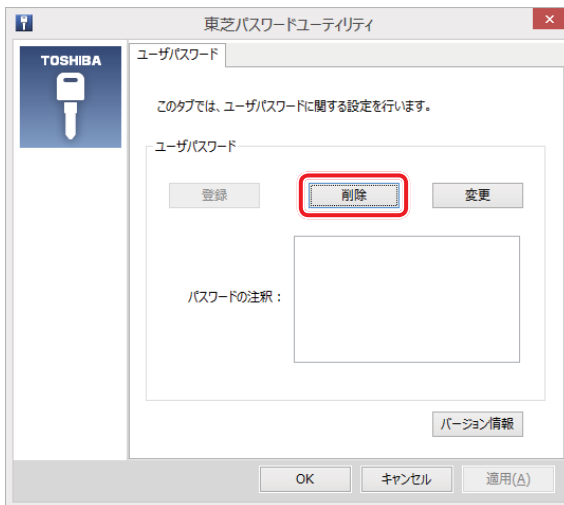 東芝パスワードユーティリティ
TOSHIBA
ユーザパスワード
このタブでは、ユーザパスワードに関する設定を行います。
ユーザパスワード
登録
削除
変更
パスワードの注釈：
バージョン情報
OK
キャンセル
適用(A)